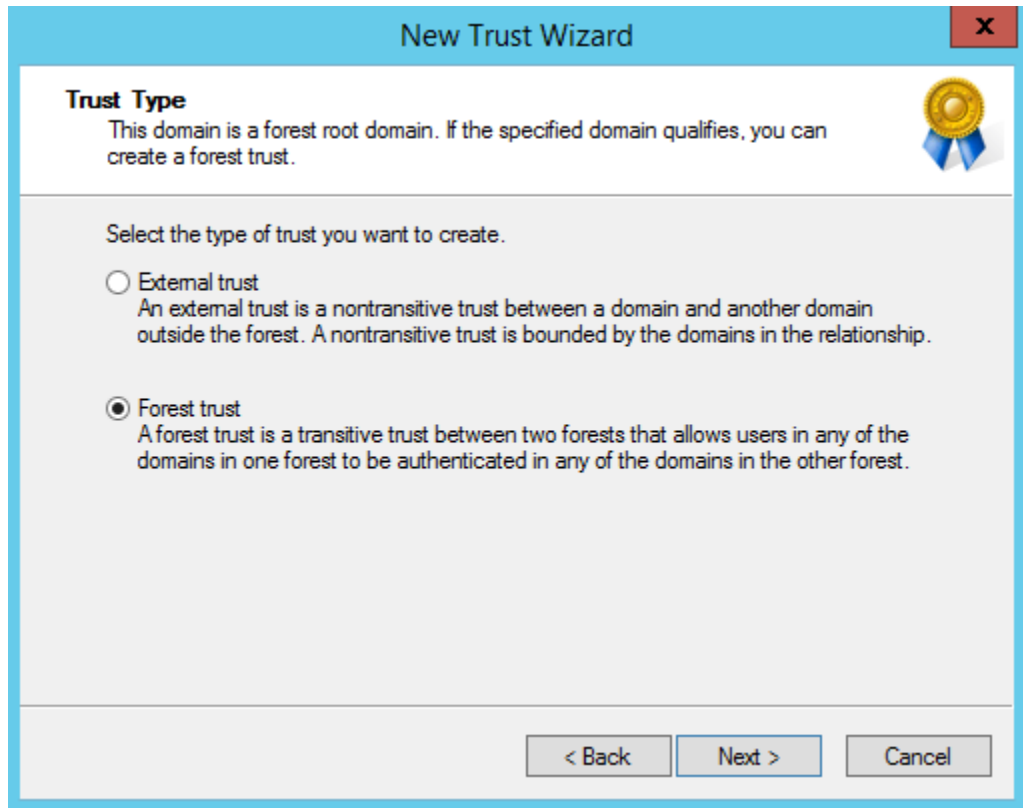 New Trust Wizard
x
Trust Type
This domain is a forest root domain. If the specified domain qualifies, you can
create a forest trust.
Select the type of trust you want to create.
External trust
An external trust is a nontransitive trust between a domain and another domain
outside the forest. A nontransitive trust is bounded by the domains in the relationship.
Forest trust
A forest trust is a transitive trust between two forests that allows users in any of the
domains in one forest to be authenticated in any of the domains in the other forest.
< Back
Next >
Cancel